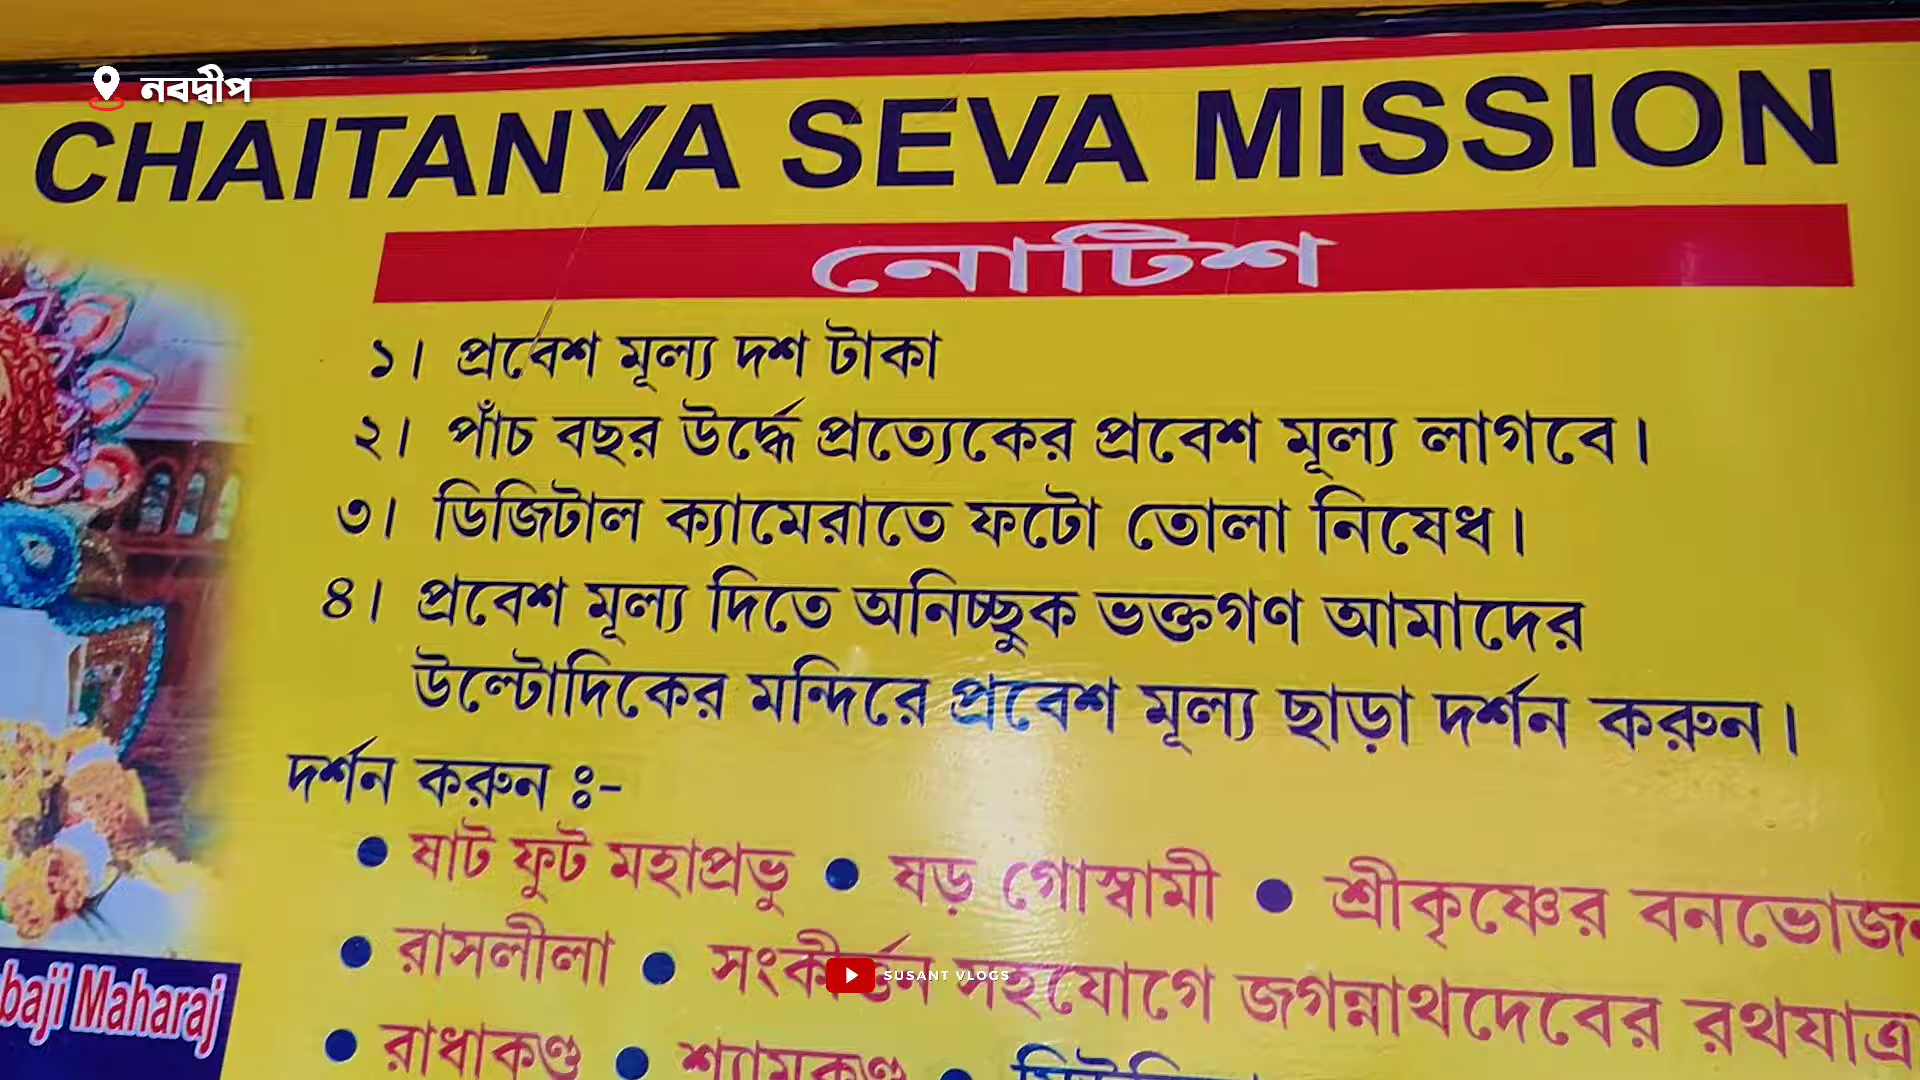 নবদ্বীপ
CHAITANYA SEVA MISSION
নোটিশ
১। প্রবেশ মূল্য দশ টাকা
২। পাঁচ বছর উর্দ্ধে প্রত্যেকের প্রবেশ মূল্য লাগবে।
৩। ডিজিটাল ক্যামেরাতে ফটো তোলা নিষেধ।
৪। প্রবেশ মূল্য দিতে অনিচ্ছুক ভক্তগণ আমাদের
উল্টোদিকের মন্দিরে প্রবেশ মূল্য ছাড়া দর্শন করুন।
দর্শন করুন ঃ-
• ষাট ফুট মহাপ্রভু • ষড় গোস্বামী • শ্রীকৃষ্ণের বনভোজন
• রাসলীলা • সংকীর্ত্তন সহযোগে জগন্নাথদেবের রথযাত্রা
SUSANT VLOGS
baji Maharaj
• রাধাকুণ্ড • শ্যামকুণ্ড •